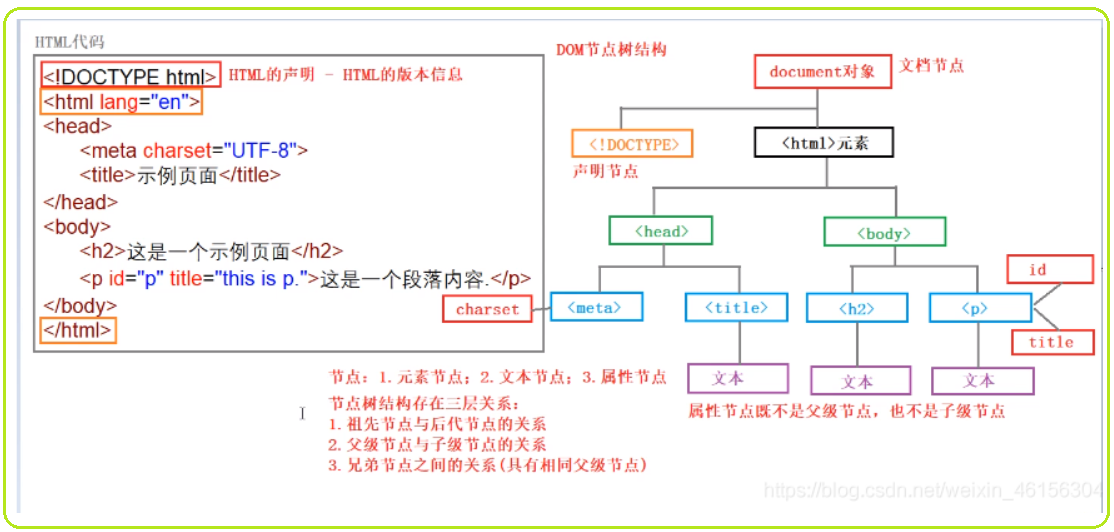 HTML代码
<!DOCTYPE html> HTML的声明 - HTML的版本信息
<html lang="en">
<head>
<meta charset="UTF-8">
<title>示例页面</title>
</head>
<body>
<h2>这是一个示例页面</h2>
<p id="p" title="this is p.">这是一个段落内容.</p>
</body>
</html>
DOM节点树结构
document对象 文档节点
<!DOCTYPE> <html>元素
声明节点
<head> <body>
id
charset <meta> <title> <h2> <p>
title
文本 文本 文本
节点：1.元素节点；2.文本节点；3.属性节点
属性节点既不是父级节点，也不是子级节点
节点树结构存在三层关系：
1.祖先节点与后代节点的关系
2.父级节点与子级节点的关系
3.兄弟节点之间的关系(具有相同父级节点)
https://blog.csdn.net/weixin_46156304